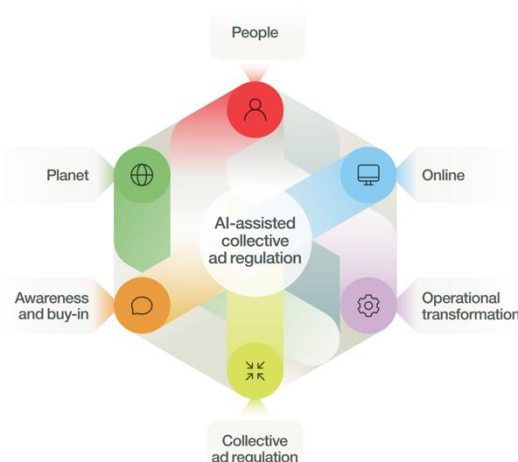 People
Planet
Online
AI-assisted
collective
ad regulation
Awareness
and buy-in
Operational
transformation
Collective
ad regulation